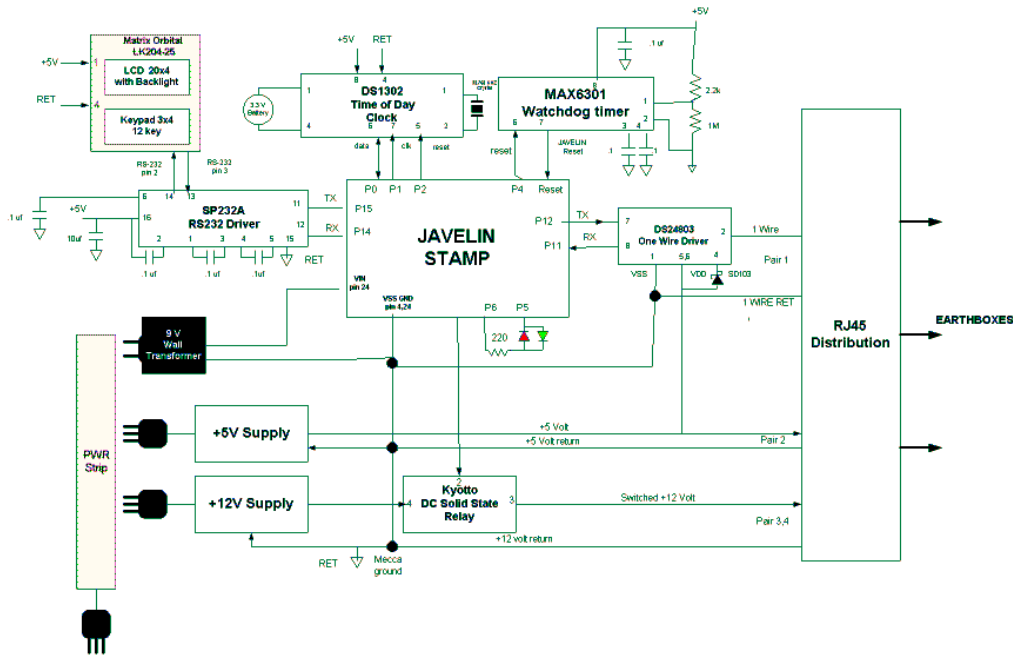 Matrix Orbital
LK204-25
+5V
1
LCD 20x4
with Backlight
RET
4
Keypad 3x4
12 key
RS-232
pin 2
RS-232
pin 3
+5V
RET
8
4
DS1302
Time of Day
Clock
1
1
4
6
7
5
2
3.3 V
Battery
data
clk
reset
+5V
.1 uf
8
MAX6301
Watchdog timer
1
2
6
7
3
4
2.2k
1M
.1
.1
reset
JAVELIN
Reset
6
14
13
SP232A
RS232 Driver
11
12
16
2
1
3
4
5
15
.1 uf
+5V
10uf
.1 uf
.1 uf
.1 uf
RET
TX
RX
P0
P1
P2
P4
Reset
P15
P14
P12
P11
JAVELIN
STAMP
VIN
pin 24
VSS GND
pin 4,24
P6
P5
220
TX
RX
7
8
DS24803
One Wire Driver
2
1
5,6
4
VSS
VDD
SD103
1 Wire
Pair 1
1 WIRE RET
RJ45
Distribution
EARTHBOXES
9 V
Wall
Transformer
PWR
Strip
+5V Supply
+5 Volt
+5 Volt return
Pair 2
+12V Supply
2
4
Kyotto
DC Solid State
Relay
3
Switched +12 Volt
Pair 3,4
+12 volt return
RET
Mecca
ground